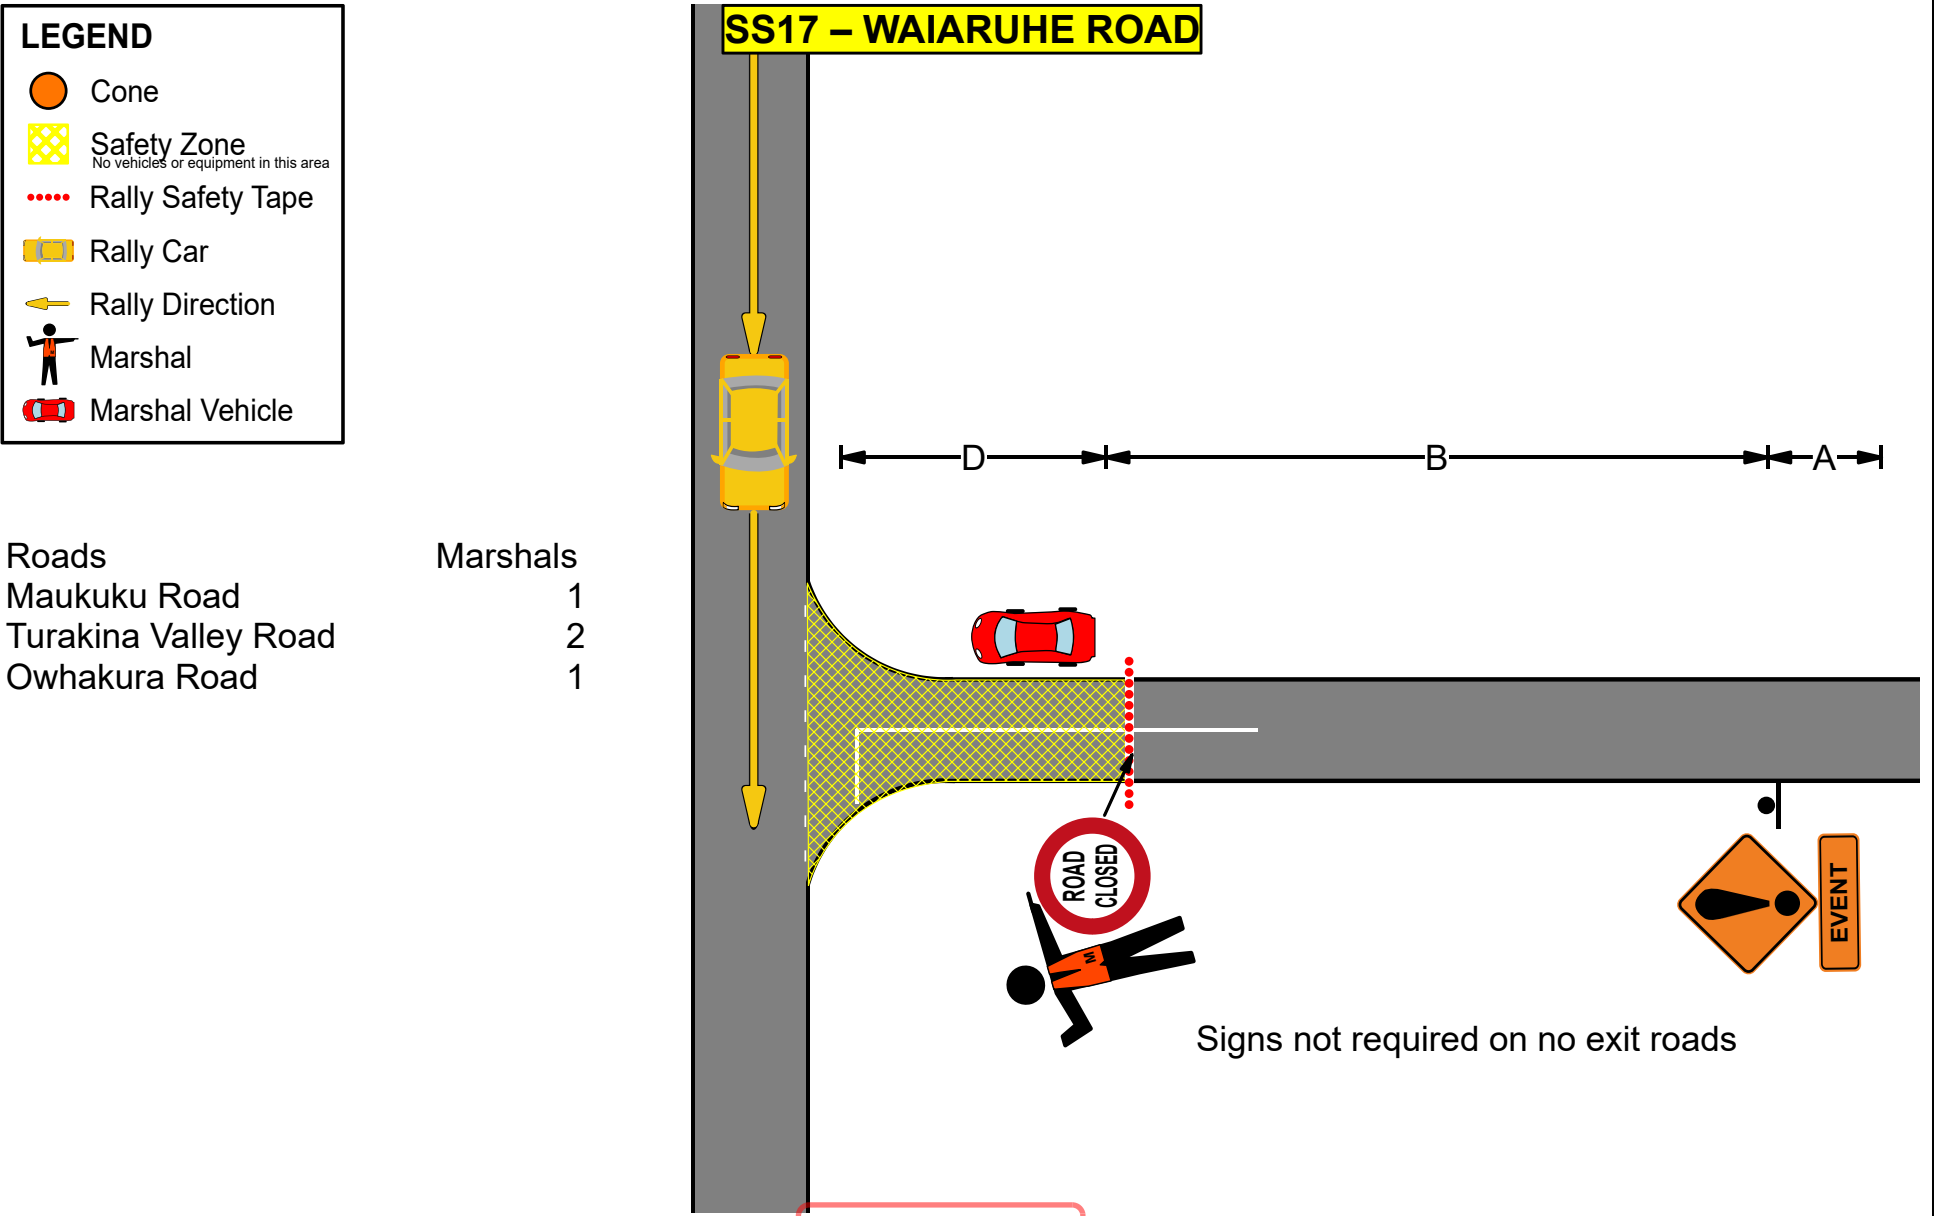 SS17 – WAIARUHE ROAD
LEGEND
Cone
Safety Zone
No vehicles or equipment in this area
Rally Safety Tape
Rally Car
Rally Direction
Marshal
Marshal Vehicle
D
B
A
Roads Marshals
Maukuku Road 1
Turakina Valley Road 2
Owhakura Road 1
ROAD
CLOSED
M
EVENT
Signs not required on no exit roads